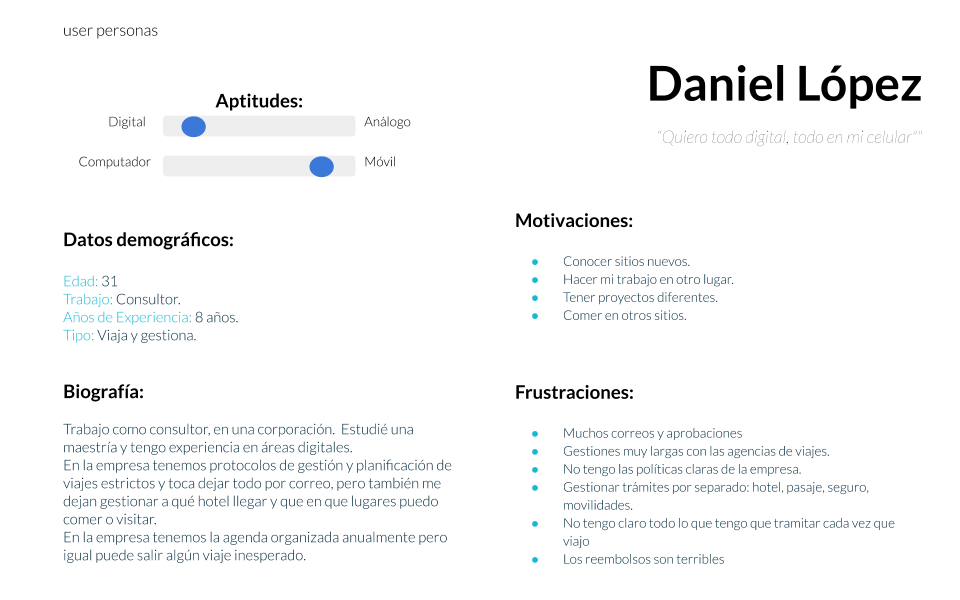 user personas
Daniel López
"Quiero todo digital, todo en mi celular""
Aptitudes:
Digital
Análogo
Computador
Móvil
Datos demográficos:
Edad: 31
Trabajo: Consultor.
Años de Experiencia: 8 años.
Tipo: Viaja y gestiona.
Biografía:
Trabajo como consultor, en una corporación.  Estudié una
maestría y tengo experiencia en áreas digitales.
En la empresa tenemos protocolos de gestión y planificación de
viajes estrictos y toca dejar todo por correo, pero también me
dejan gestionar a qué hotel llegar y que en que lugares puedo
comer o visitar.
En la empresa tenemos la agenda organizada anualmente pero
igual puede salir algún viaje inesperado.
Motivaciones:
● Conocer sitios nuevos.
● Hacer mi trabajo en otro lugar.
● Tener proyectos diferentes.
● Comer en otros sitios.
Frustraciones:
● Muchos correos y aprobaciones
● Gestiones muy largas con las agencias de viajes.
● No tengo las políticas claras de la empresa.
● Gestionar trámites por separado: hotel, pasaje, seguro,
movilidades.
● No tengo claro todo lo que tengo que tramitar cada vez que
viajo
● Los reembolsos son terribles